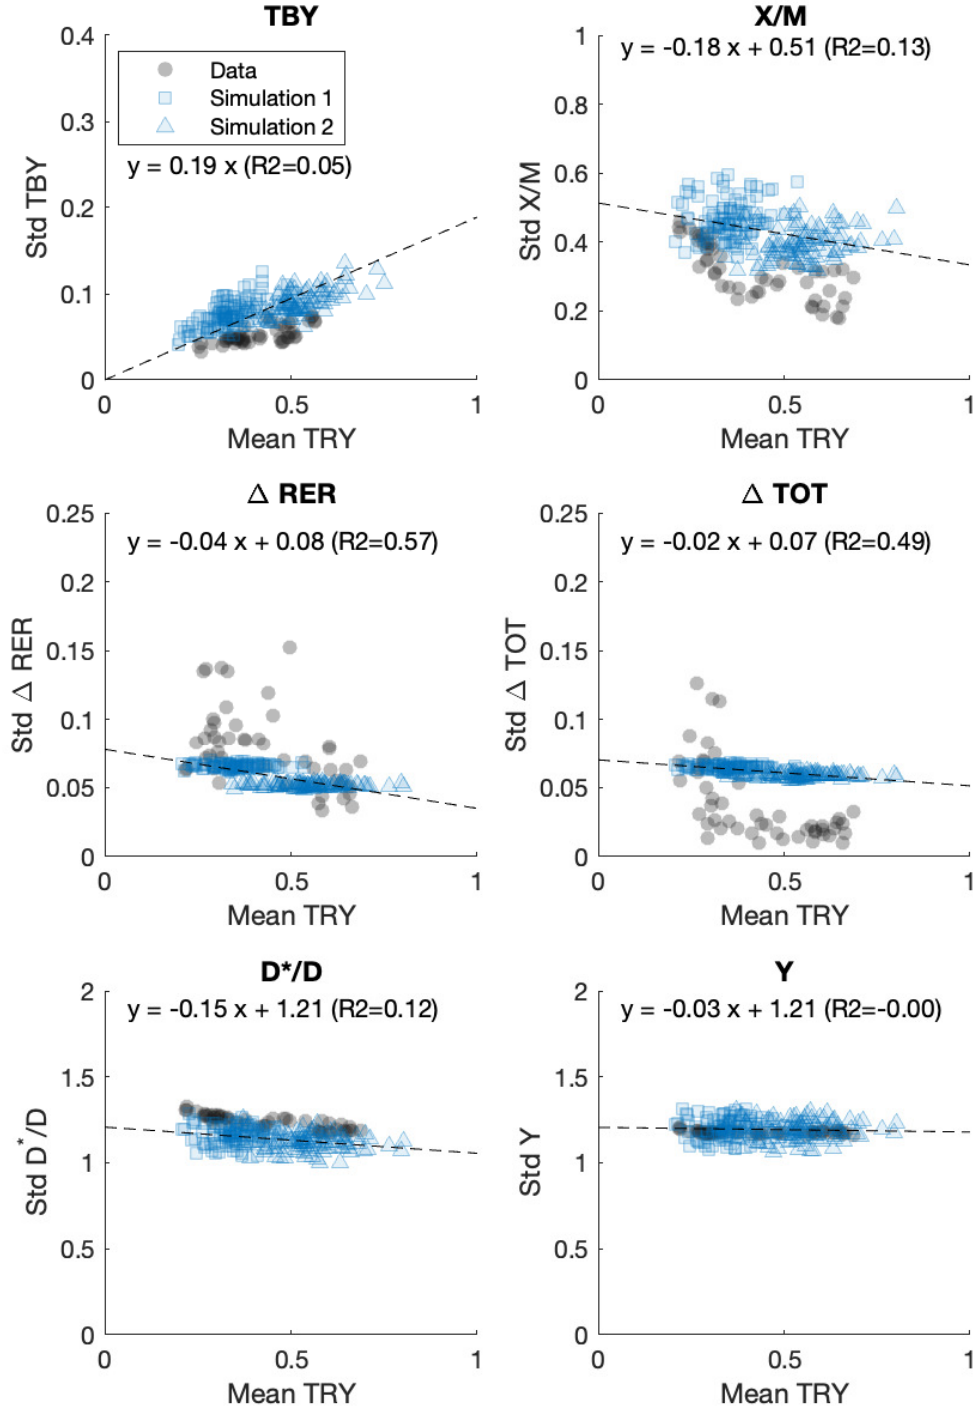 TBY
0.4
0.3
0.2
0.1
0
Std TBY
Data
Simulation 1
Simulation 2
y = 0.19 x (R2=0.05)
0 0.5 1
Mean TRY
X/M
1
0.8
0.6
0.4
0.2
0
Std X/M
y = -0.18 x + 0.51 (R2=0.13)
0 0.5 1
Mean TRY
Δ RER
0.25
0.2
0.15
0.1
0.05
0
Std Δ RER
y = -0.04 x + 0.08 (R2=0.57)
0 0.5 1
Mean TRY
Δ TOT
0.25
0.2
0.15
0.1
0.05
0
Std Δ TOT
y = -0.02 x + 0.07 (R2=0.49)
0 0.5 1
Mean TRY
D*/D
2
1.5
1
0.5
0
Std D*/D
y = -0.15 x + 1.21 (R2=0.12)
0 0.5 1
Mean TRY
Y
2
1.5
1
0.5
0
Std Y
y = -0.03 x + 1.21 (R2=-0.00)
0 0.5 1
Mean TRY